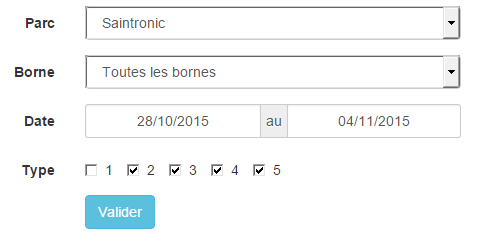 Parc Saintronic
Borne Toutes les bornes
Date 28/10/2015 au 04/11/2015
Type 1 2 3 4 5
Valider